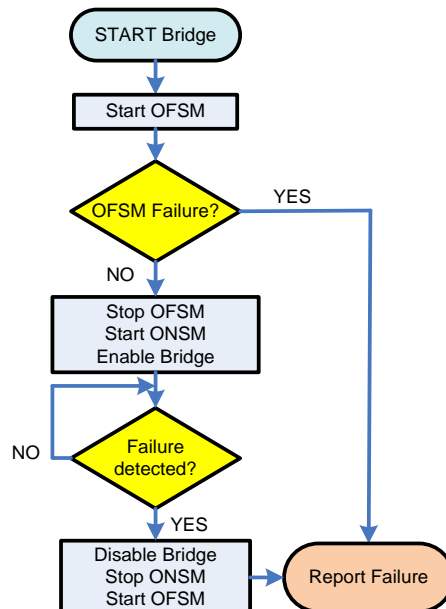 START Bridge
Start OFSM
OFSM Failure?
YES
NO
Stop OFSM
Start ONSM
Enable Bridge
Failure
detected?
NO
YES
Disable Bridge
Stop ONSM
Start OFSM
Report Failure